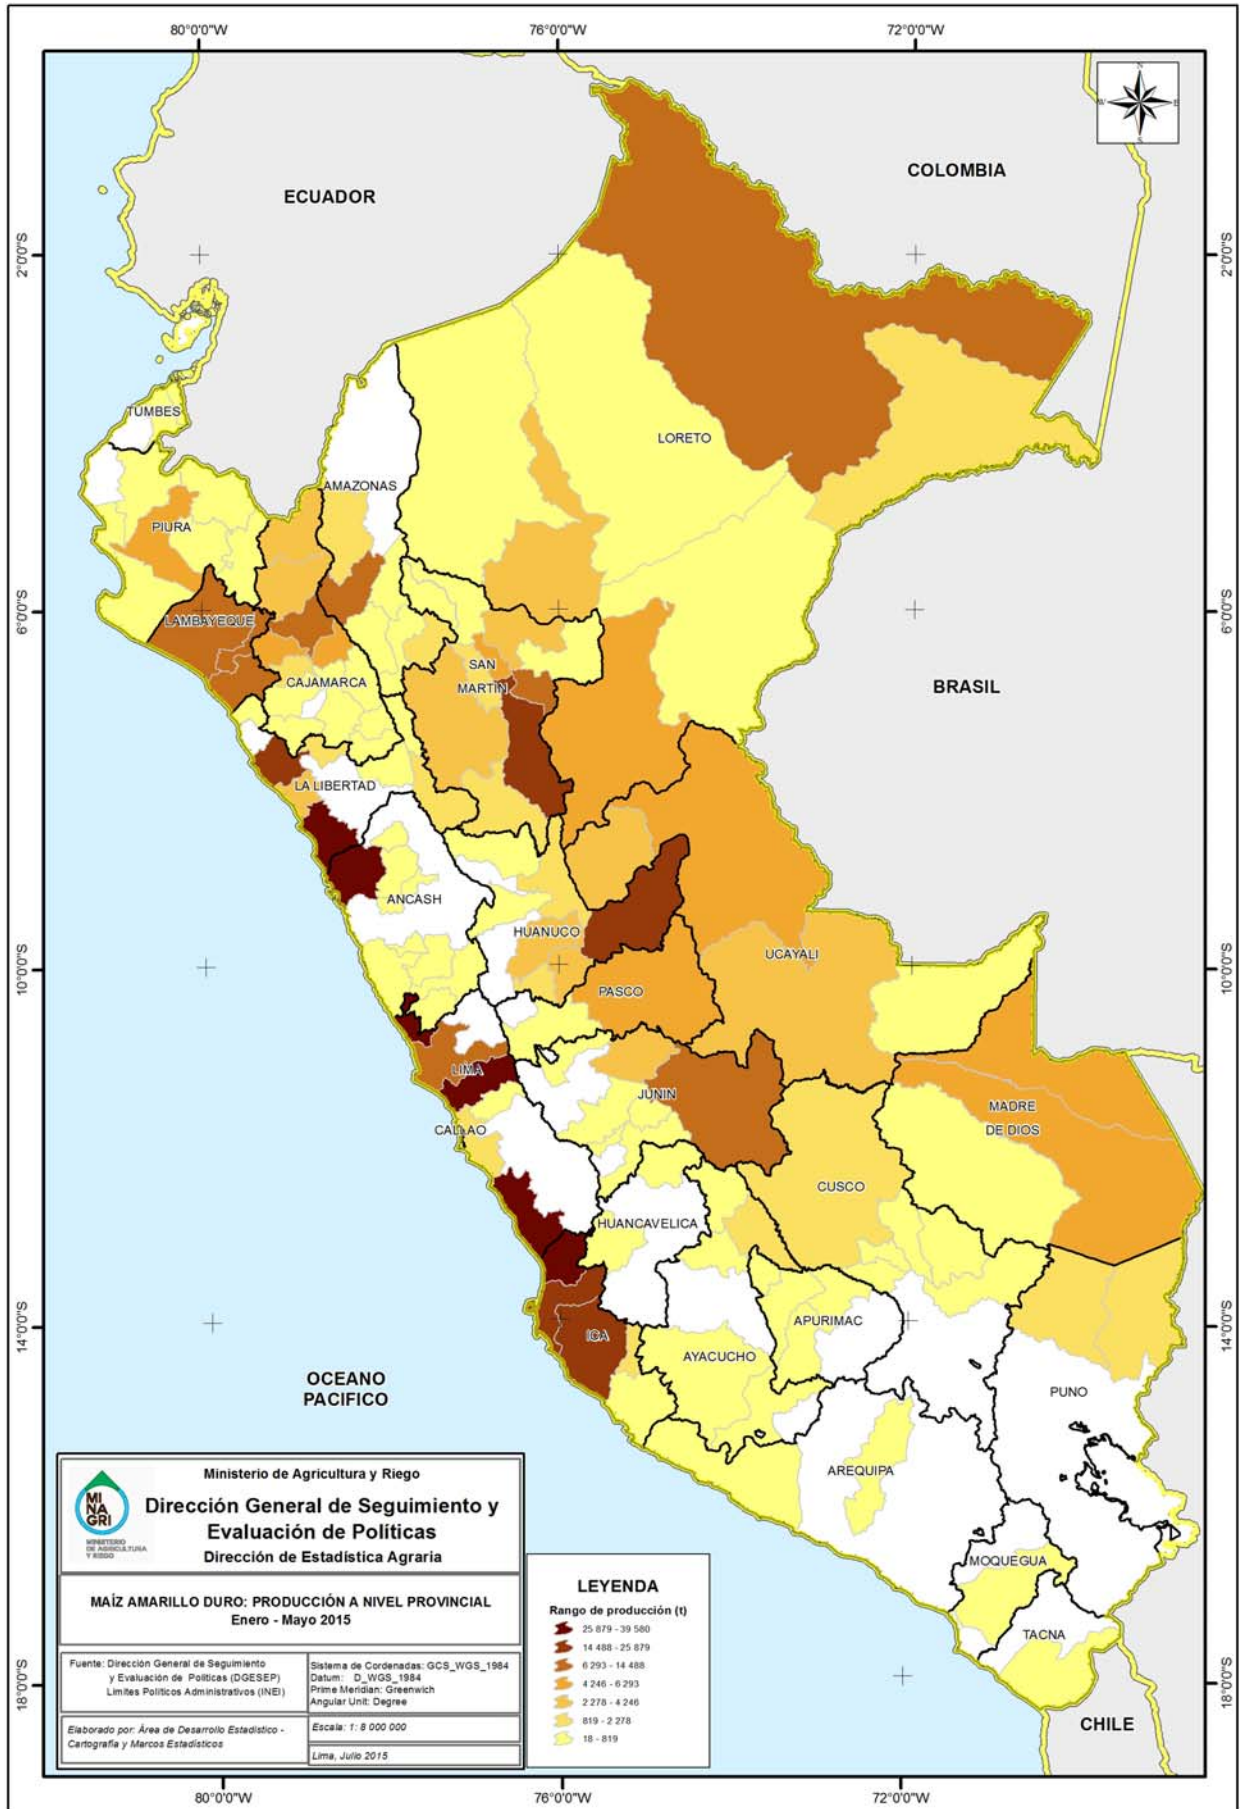 80°0'0"W
76°0'0"W
72°0'0"W
N
W
E
S
ECUADOR
COLOMBIA
2°0'0"S
2°0'0"S
TUMBES
LORETO
AMAZONAS
PIURA
6°0'0"S
6°0'0"S
LAMBAYEQUE
SAN
MARTÍN
CAJAMARCA
BRASIL
LA LIBERTAD
ANCASH
HUANUCO
UCAYALI
10°0'0"S
10°0'0"S
PASCO
LIMA
JUNIN
MADRE
DE DIOS
CALLAO
CUSCO
HUANCAVELICA
14°0'0"S
14°0'0"S
ICA
APURIMAC
AYACUCHO
OCEANO
PACIFICO
PUNO
AREQUIPA
MOQUEGUA
TACNA
18°0'0"S
18°0'0"S
CHILE
MI
NA
GRI
MINISTERIO
DE AGRICULTURA
Y RIEGO
Ministerio de Agricultura y Riego
Dirección General de Seguimiento y
Evaluación de Políticas
Dirección de Estadística Agraria
MAÍZ AMARILLO DURO: PRODUCCIÓN A NIVEL PROVINCIAL
Enero - Mayo 2015
Fuente: Dirección General de Seguimiento
y Evaluación de Políticas (DGESEP)
Límites Políticos Administrativos (INEI)
Sistema de Cordenadas: GCS_WGS_1984
Datum: D_WGS_1984
Prime Meridian: Greenwich
Angular Unit: Degree
Elaborado por: Área de Desarrollo Estadístico -
Cartografía y Marcos Estadísticos
Escala: 1: 8 000 000
Lima, Julio 2015
LEYENDA
Rango de producción (t)
25 879 - 39 580
14 488 - 25 879
6 293 - 14 488
4 246 - 6 293
2 278 - 4 246
819 - 2 278
18 - 819
80°0'0"W
76°0'0"W
72°0'0"W